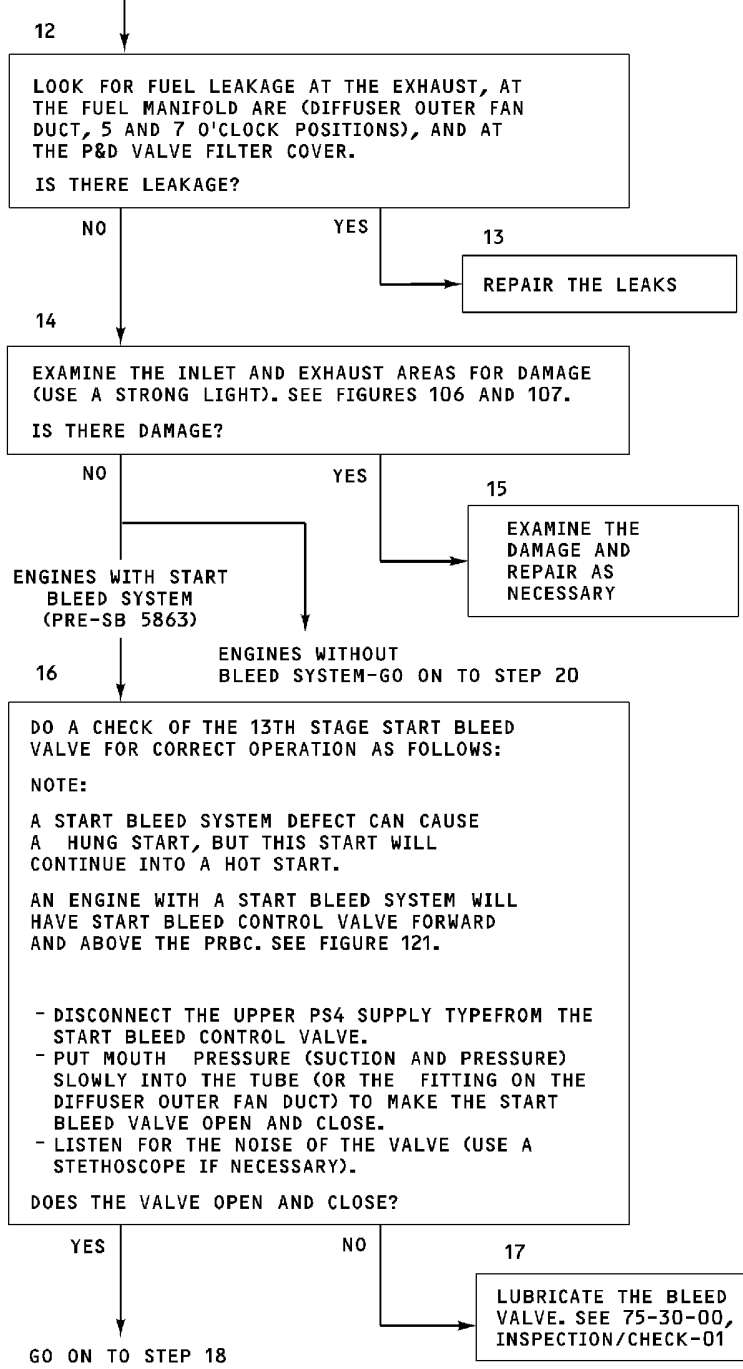 12
LOOK FOR FUEL LEAKAGE AT THE EXHAUST, AT
THE FUEL MANIFOLD ARE (DIFFUSER OUTER FAN
DUCT, 5 AND 7 O'CLOCK POSITIONS), AND AT
THE P&D VALVE FILTER COVER.
IS THERE LEAKAGE?
NO
YES
13
REPAIR THE LEAKS
14
EXAMINE THE INLET AND EXHAUST AREAS FOR DAMAGE
(USE A STRONG LIGHT). SEE FIGURES 106 AND 107.
IS THERE DAMAGE?
NO
YES
15
EXAMINE THE
DAMAGE AND
REPAIR AS
NECESSARY
ENGINES WITH START
BLEED SYSTEM
(PRE-SB 5863)
ENGINES WITHOUT
BLEED SYSTEM-GO ON TO STEP 20
16
DO A CHECK OF THE 13TH STAGE START BLEED
VALVE FOR CORRECT OPERATION AS FOLLOWS:
NOTE:
A START BLEED SYSTEM DEFECT CAN CAUSE
A HUNG START, BUT THIS START WILL
CONTINUE INTO A HOT START.
AN ENGINE WITH A START BLEED SYSTEM WILL
HAVE START BLEED CONTROL VALVE FORWARD
AND ABOVE THE PRBC. SEE FIGURE 121.
- DISCONNECT THE UPPER PS4 SUPPLY TYPEFROM THE
START BLEED CONTROL VALVE.
- PUT MOUTH PRESSURE (SUCTION AND PRESSURE)
SLOWLY INTO THE TUBE (OR THE FITTING ON THE
DIFFUSER OUTER FAN DUCT) TO MAKE THE START
BLEED VALVE OPEN AND CLOSE.
- LISTEN FOR THE NOISE OF THE VALVE (USE A
STETHOSCOPE IF NECESSARY).
DOES THE VALVE OPEN AND CLOSE?
YES
NO
17
LUBRICATE THE BLEED
VALVE. SEE 75-30-00,
INSPECTION/CHECK-01
GO ON TO STEP 18